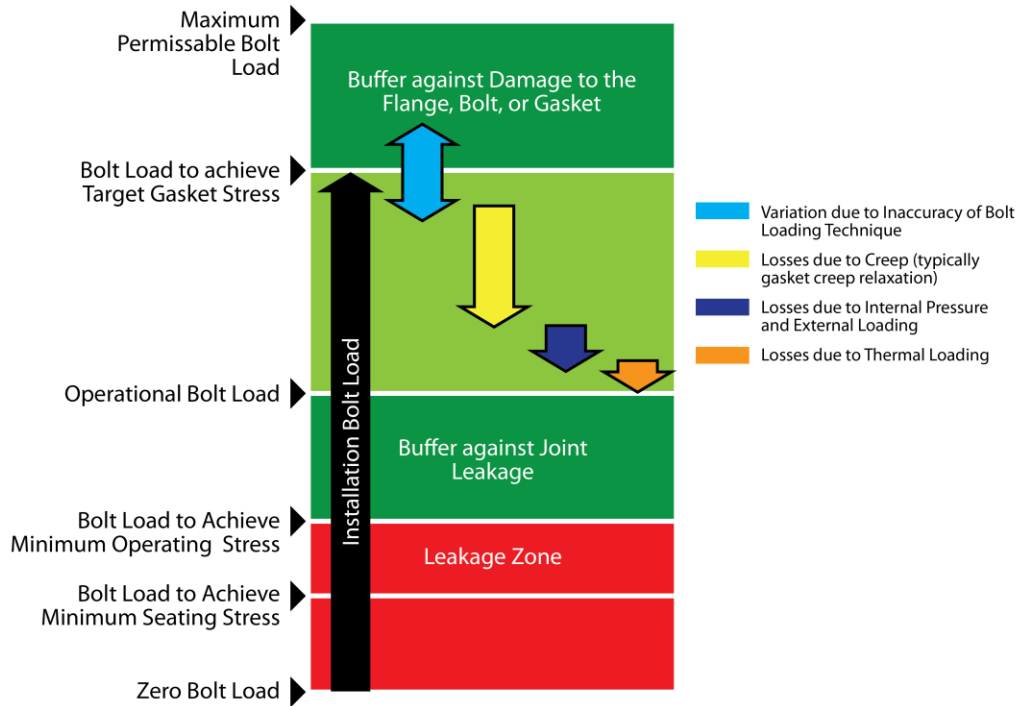 Maximum
Permissable Bolt
Load
Buffer against Damage to the
Flange, Bolt, or Gasket
Bolt Load to achieve
Target Gasket Stress
Variation due to Inaccuracy of Bolt
Loading Technique
Losses due to Creep (typically
gasket creep relaxation)
Losses due to Internal Pressure
and External Loading
Losses due to Thermal Loading
Installation Bolt Load
Operational Bolt Load
Buffer against Joint
Leakage
Bolt Load to Achieve
Minimum Operating Stress
Leakage Zone
Bolt Load to Achieve
Minimum Seating Stress
Zero Bolt Load